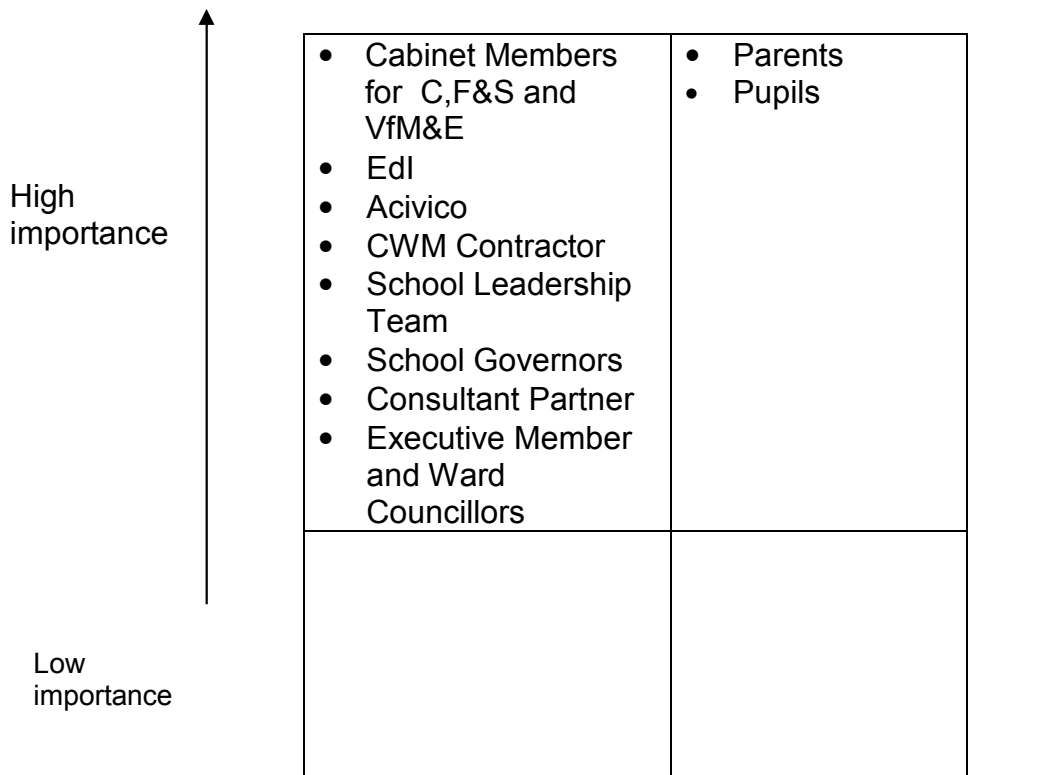 High
importance
• Cabinet Members
for C,F&S and
VfM&E
• EdI
• Acivico
• CWM Contractor
• School Leadership
Team
• School Governors
• Consultant Partner
• Executive Member
and Ward
Councillors
• Parents
• Pupils
Low
importance